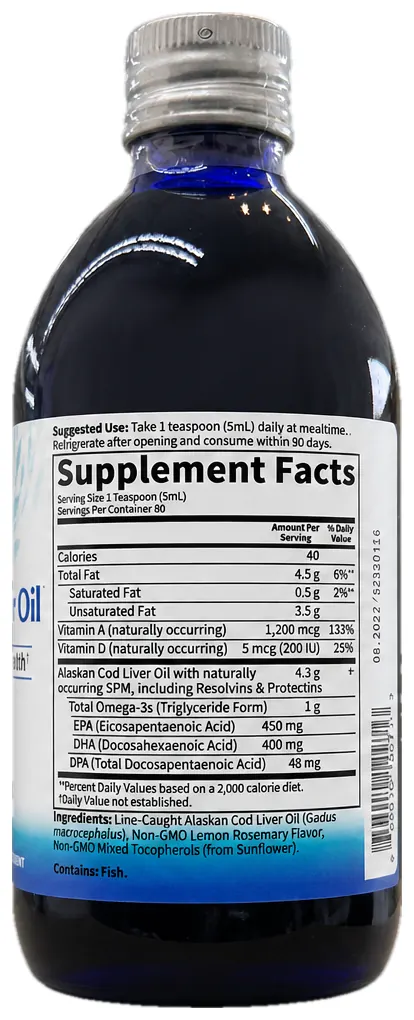 Suggested Use: Take 1 teaspoon (5mL) daily at mealtime..
Relrigerate after opening and consume within 90 days.
Supplement Facts
Serving Size 1 Teaspoon (5mL)
Servings Per Container 80
Amount Per Serving % Daily Value
Calories 40
Total Fat 4.5 g 6%**
Saturated Fat 0.5 g 2%**
Unsaturated Fat 3.5 g
Vitamin A (naturally occurring) 1,200 mcg 133%
Vitamin D (naturally occurring) 5 mcg (200 IU) 25%
Alaskan Cod Liver Oil with naturally 4.3 g +
occurring SPM, including Resolvins & Protectins
Total Omega-3s (Triglyceride Form) 1 g
EPA (Eicosapentaenoic Acid) 450 mg
DHA (Docosahexaenoic Acid) 400 mg
DPA (Total Docosapentaenoic Acid) 48 mg
**Percent Daily Values based on a 2,000 calorie diet.
†Daily Value not established.
Ingredients: Line-Caught Alaskan Cod Liver Oil (Gadus
macrocephalus), Non-GMO Lemon Rosemary Flavor,
Non-GMO Mixed Tocopherols (from Sunflower).
Contains: Fish.
Oil
08.2022/S2330116